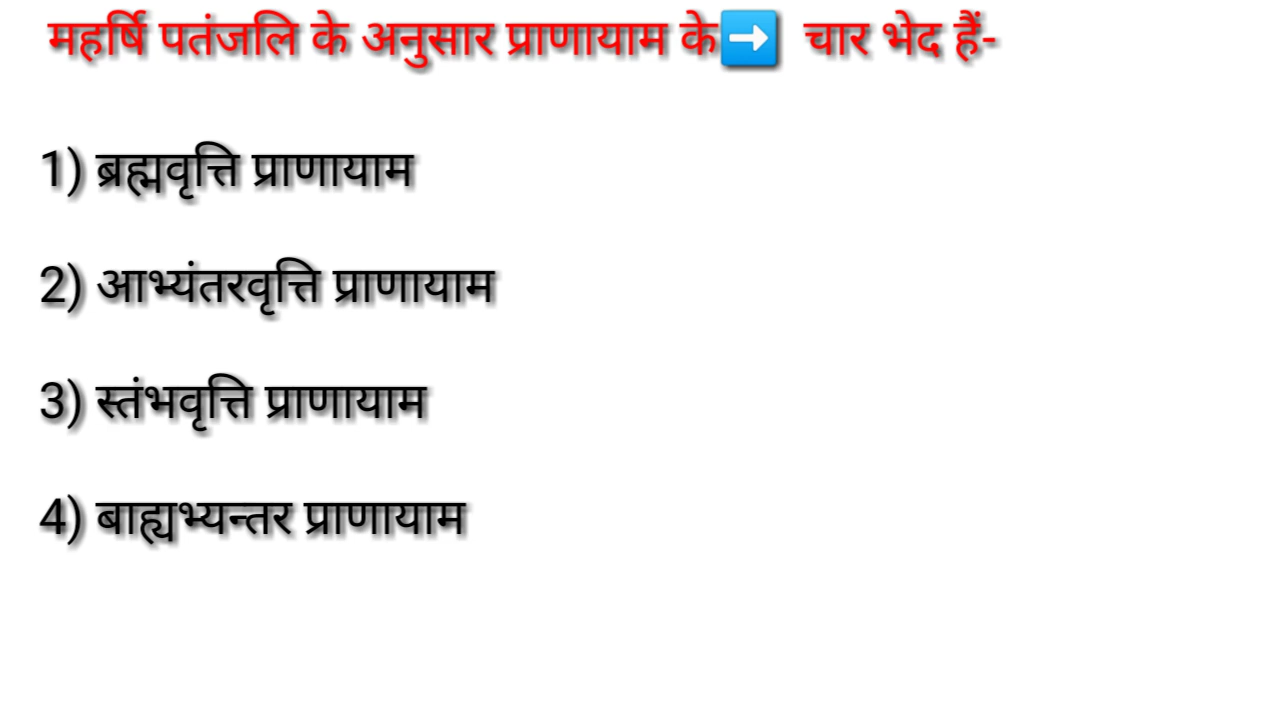 महर्षि पतंजलि के अनुसार प्राणायाम के➡️ चार भेद हैं-
1) ब्रह्मवृत्ति प्राणायाम
2) आभ्यंतरवृत्ति प्राणायाम
3) स्तंभवृत्ति प्राणायाम
4) बाह्यभ्यन्तर प्राणायाम